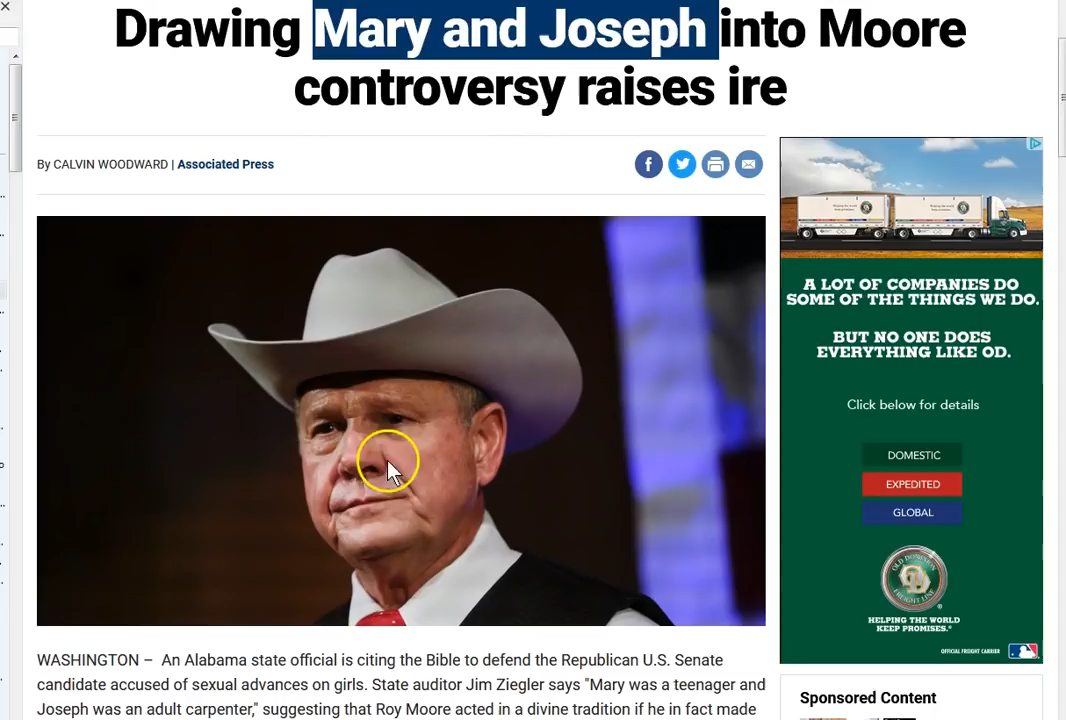 Drawing Mary and Joseph into Moore
controversy raises ire
By CALVIN WOODWARD | Associated Press
A LOT OF COMPANIES DO
SOME OF THE THINGS WE DO.
BUT NO ONE DOES
EVERYTHING LIKE OD.
Click below for details
DOMESTIC
EXPEDITED
GLOBAL
OLD DOMINION
FREIGHT LINE
HELPING THE WORLD
KEEP PROMISES.®
OFFICIAL FREIGHT CARRIER
WASHINGTON – An Alabama state official is citing the Bible to defend the Republican U.S. Senate
candidate accused of sexual advances on girls. State auditor Jim Ziegler says "Mary was a teenager and
Joseph was an adult carpenter," suggesting that Roy Moore acted in a divine tradition if he in fact made
Sponsored Content